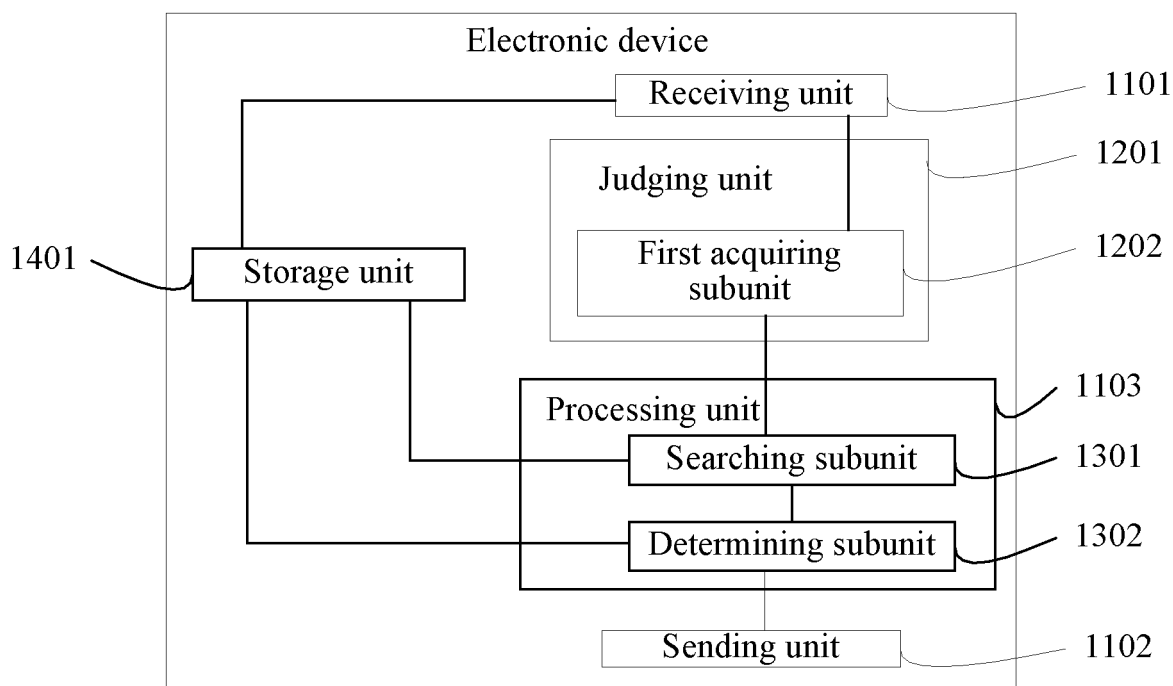 Electronic device
Receiving unit
1101
Judging unit
1201
First acquiring
subunit
1202
1401
Storage unit
Processing unit
1103
Searching subunit
1301
Determining subunit
1302
Sending unit
1102